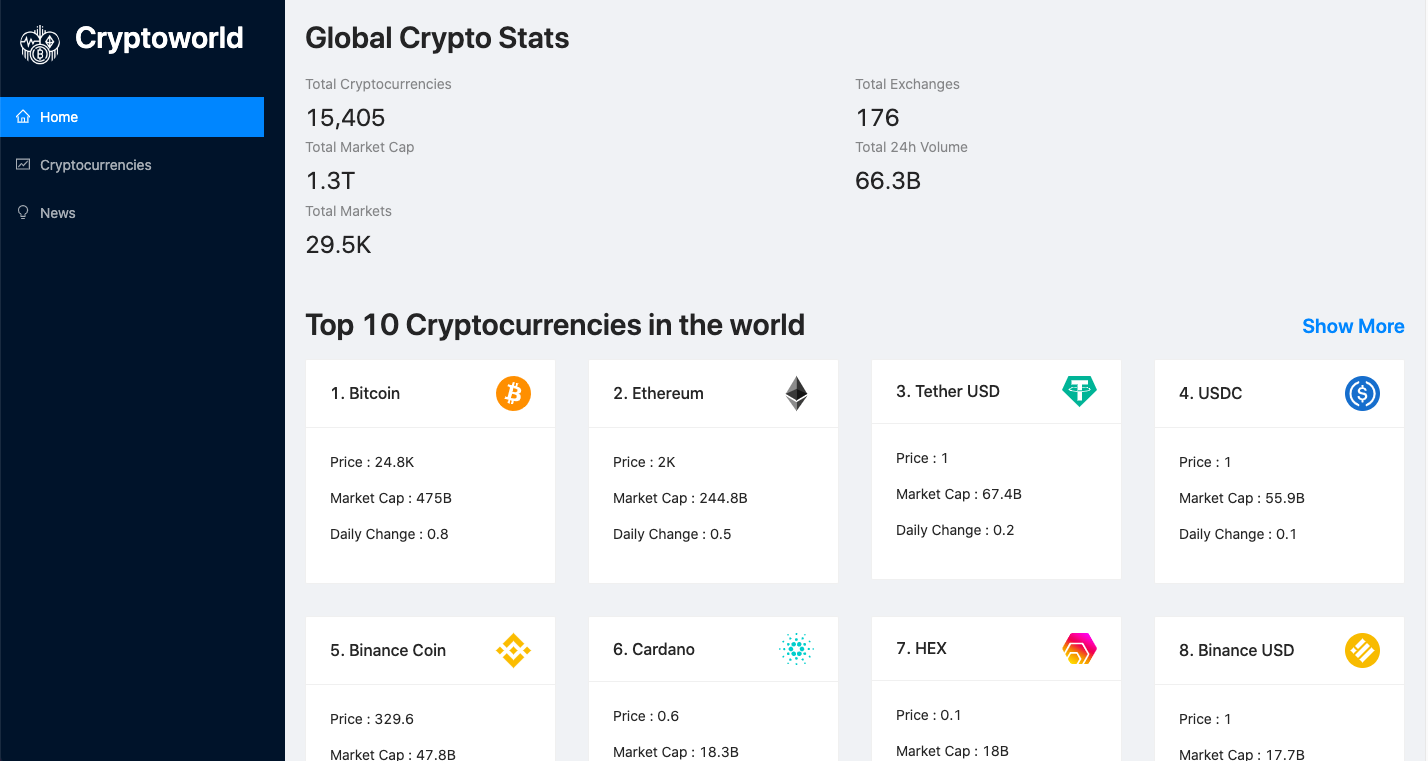 Cryptoworld
Home
Cryptocurrencies
News
Global Crypto Stats
Total Cryptocurrencies
15,405
Total Exchanges
176
Total Market Cap
1.3T
Total 24h Volume
66.3B
Total Markets
29.5K
Top 10 Cryptocurrencies in the world
Show More
1. Bitcoin
Price : 24.8K
Market Cap : 475B
Daily Change : 0.8
2. Ethereum
Price : 2K
Market Cap : 244.8B
Daily Change : 0.5
3. Tether USD
Price : 1
Market Cap : 67.4B
Daily Change : 0.2
4. USDC
Price : 1
Market Cap : 55.9B
Daily Change : 0.1
5. Binance Coin
Price : 329.6
Market Cap : 47.8B
6. Cardano
Price : 0.6
Market Cap : 18.3B
7. HEX
Price : 0.1
Market Cap : 18B
8. Binance USD
Price : 1
Market Cap : 17.7B